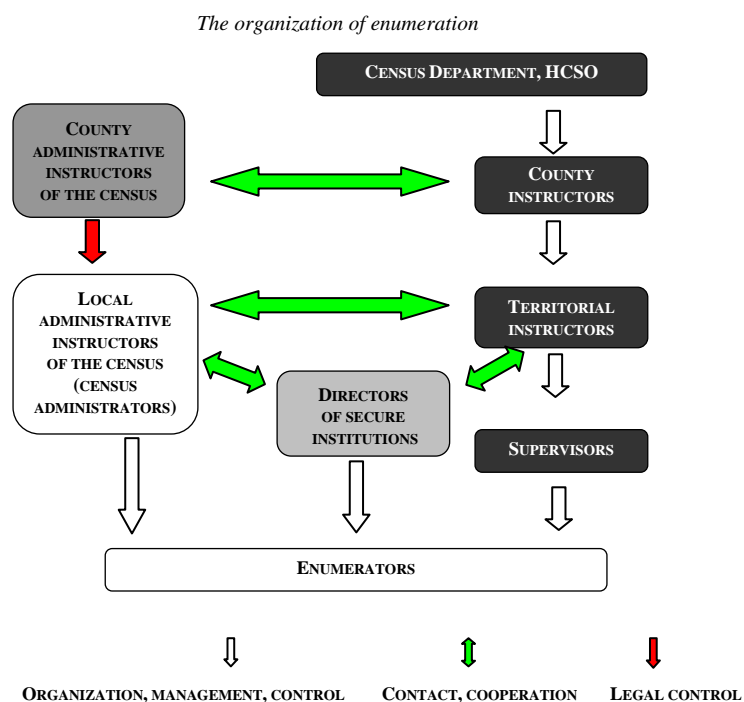 The organization of enumeration
CENSUS DEPARTMENT, HCSO
COUNTY
ADMINISTRATIVE
INSTRUCTORS
OF THE CENSUS
COUNTY
INSTRUCTORS
LOCAL
ADMINISTRATIVE
INSTRUCTORS
OF THE CENSUS
(CENSUS
ADMINISTRATORS)
TERRITORIAL
INSTRUCTORS
DIRECTORS
OF SECURE
INSTITUTIONS
SUPERVISORS
ENUMERATORS
ORGANIZATION, MANAGEMENT, CONTROL
CONTACT, COOPERATION
LEGAL CONTROL